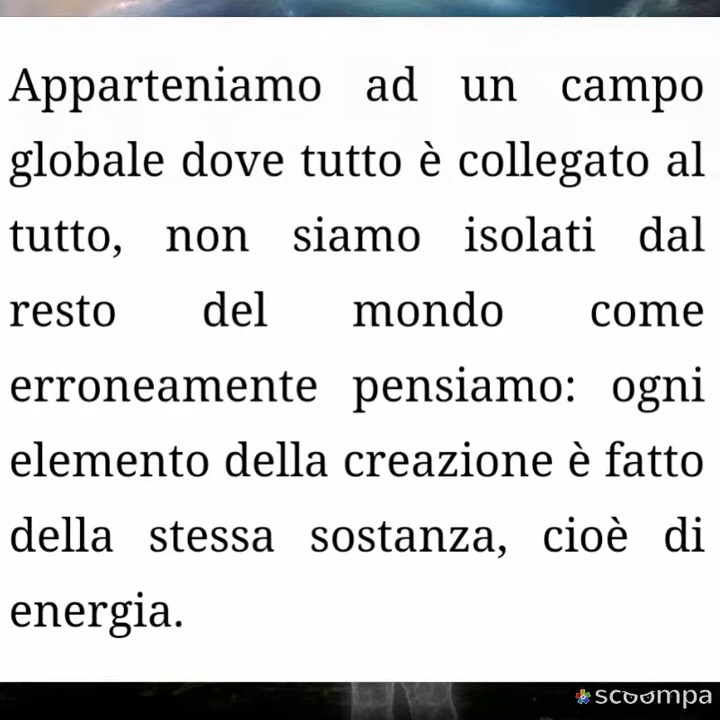 Apparteniamo ad un campo
globale dove tutto è collegato al
tutto, non siamo isolati dal
resto del mondo come
erroneamente pensiamo: ogni
elemento della creazione è fatto
della stessa sostanza, cioè di
energia.
scoompa